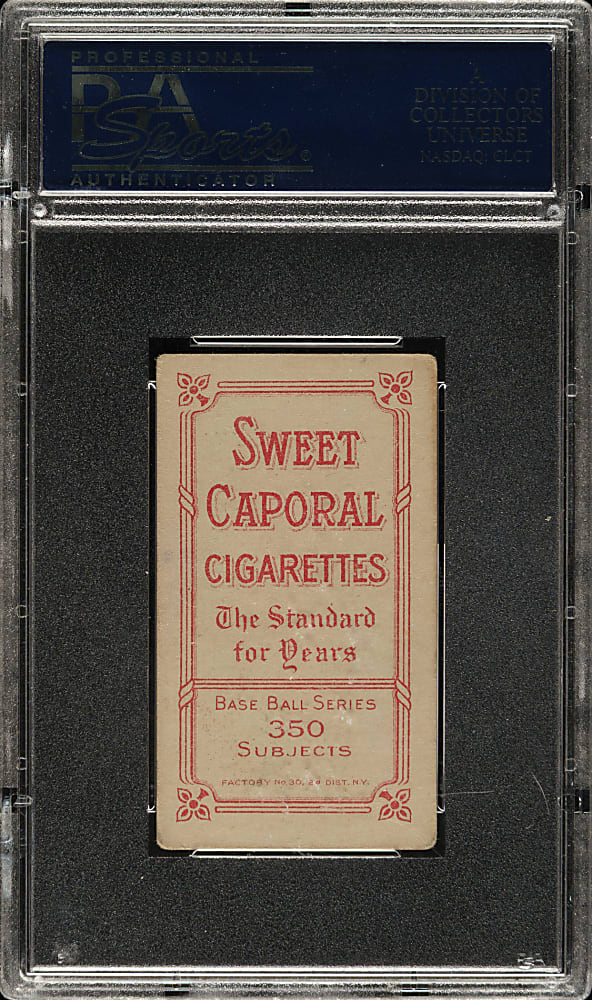 PROFESSIONAL
PSA
Sports
AUTHENTICATOR
A
DIVISION OF
COLLECTORS
UNIVERSE
NASDAQ: CLCT
SWEET
CAPORAL
CIGARETTES
The Standard
for Years
BASE BALL SERIES
350
SUBJECTS
FACTORY No 30, 2d DIST. N.Y.
PSA